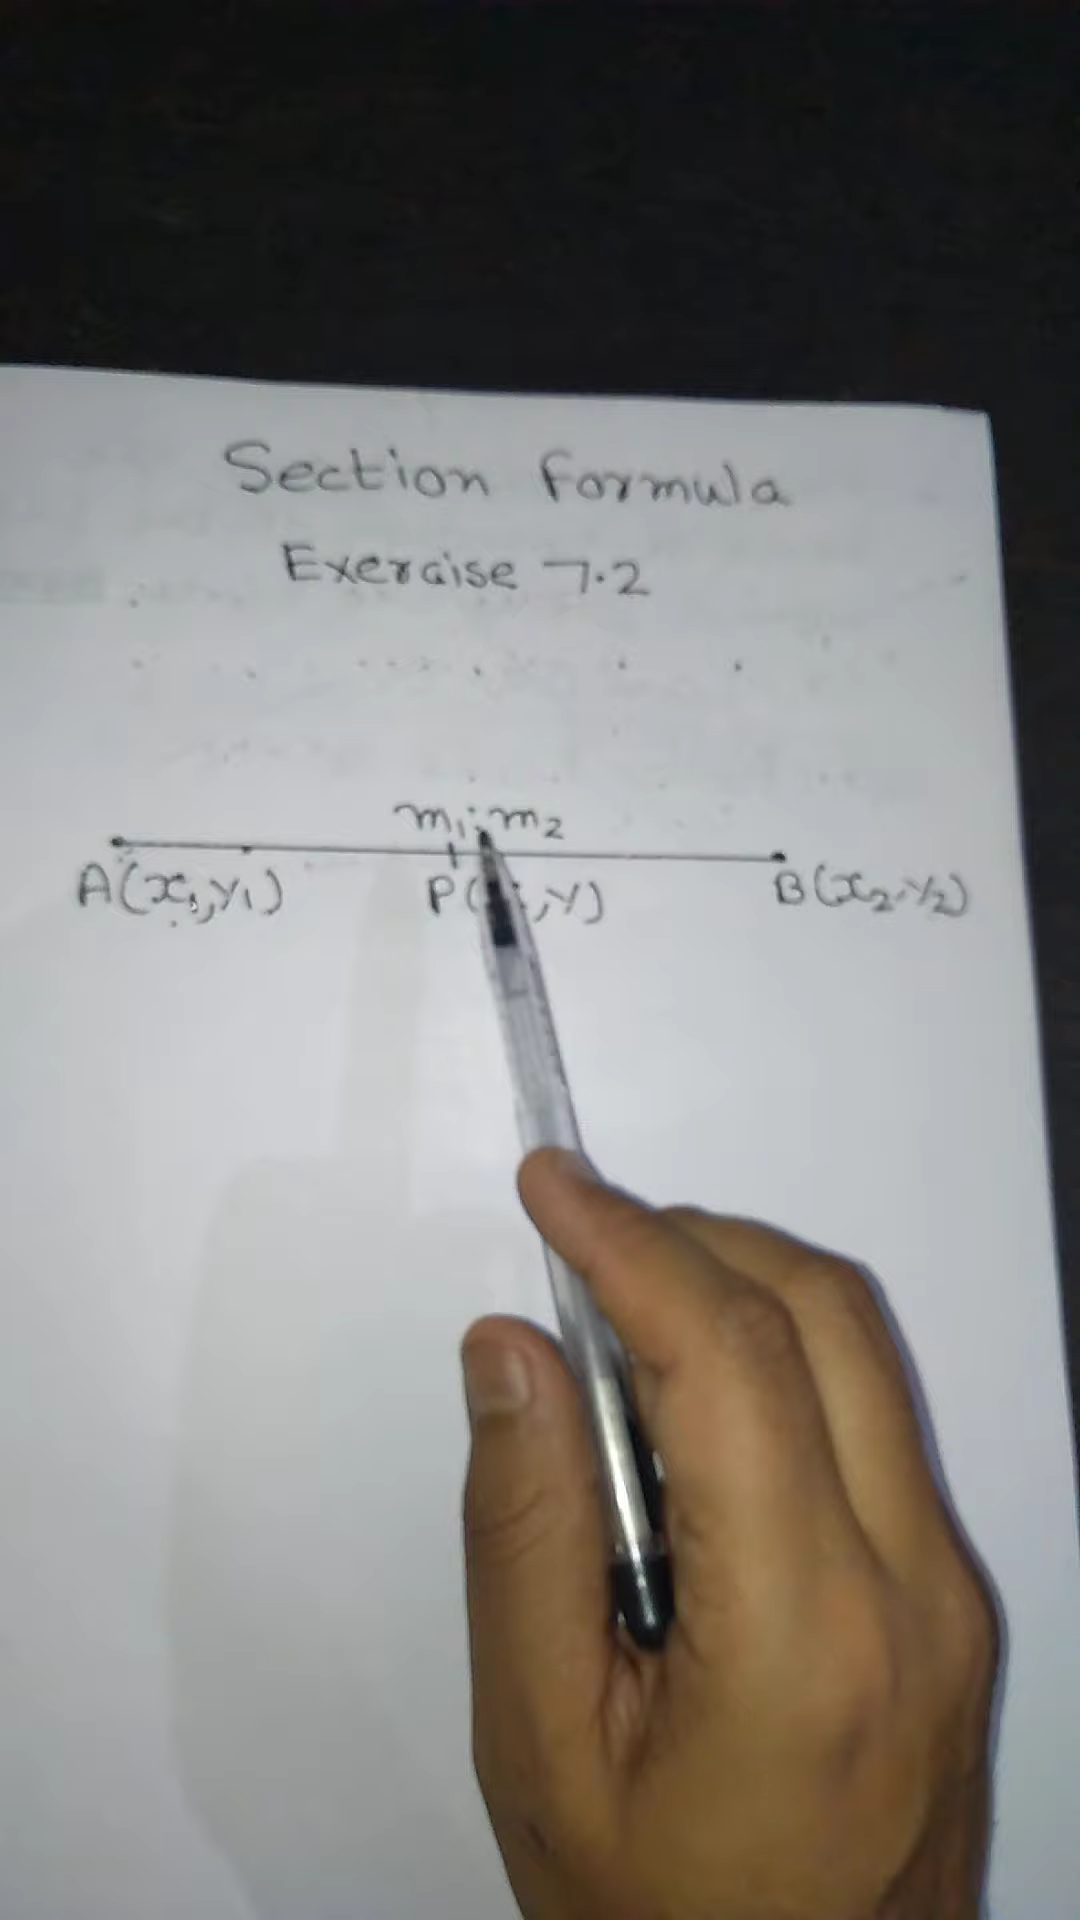 Section Formula
Exercise 7.2
m₁:m₂
A(x₁,y₁) P( ,y) B(x₂,y₂)